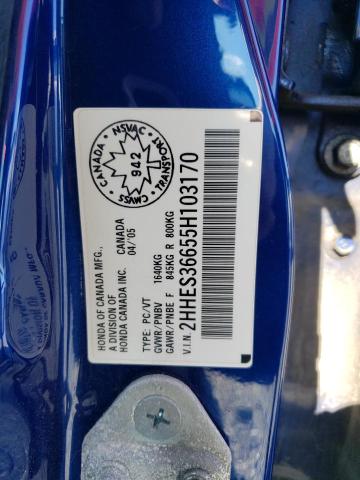 HONDA OF CANADA MFG.,
A DIVISION OF
HONDA CANADA INC.
CANADA
04/'05
NSVAC
CANADA
942
TRANSPORT
CMVSS
TYPE: PC/VT
GVWR/PNBV 1640KG
GAWR/PNBE F 845KG R 800KG
V.I.N. 2HHES36655H103170